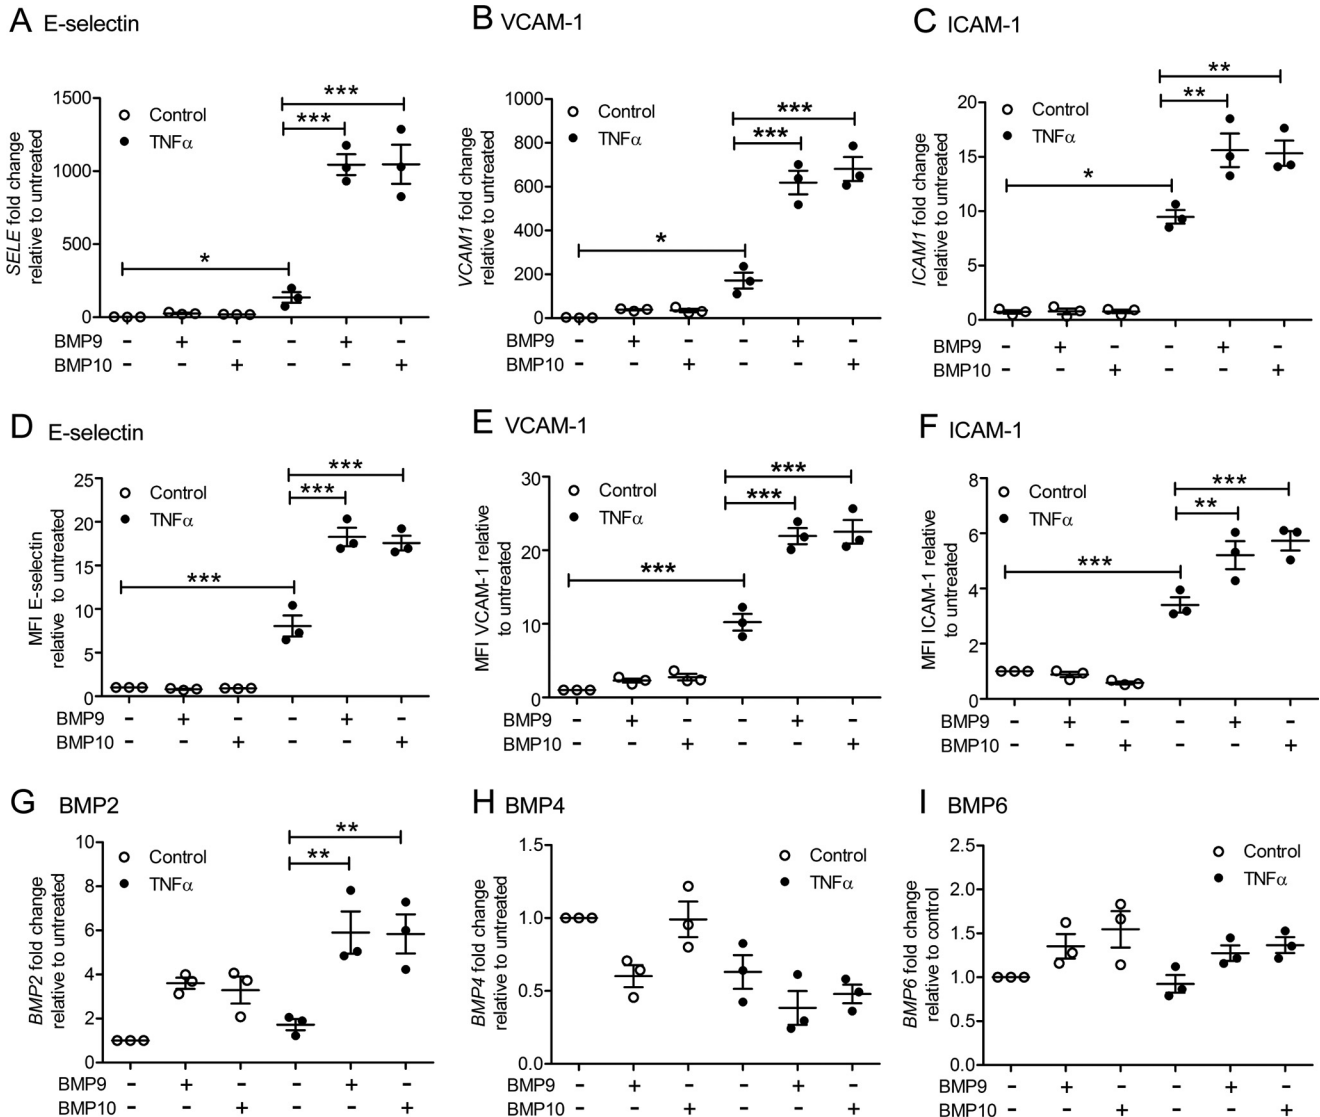 A E-selectin
SELE fold change
relative to untreated
1500
1000
500
0
Control
TNFα
***
***
*
BMP9 - + - - + -
BMP10 - - + - - +
B VCAM-1
VCAM1 fold change
relative to untreated
1000
800
600
400
200
0
Control
TNFα
***
***
*
BMP9 - + - - + -
BMP10 - - + - - +
C ICAM-1
ICAM1 fold change
relative to untreated
20
15
10
5
0
Control
TNFα
**
**
*
BMP9 - + - - + -
BMP10 - - + - - +
D E-selectin
MFI E-selectin
relative to untreated
25
20
15
10
5
0
Control
TNFα
***
***
***
BMP9 - + - - + -
BMP10 - - + - - +
E VCAM-1
MFI VCAM-1 relative
to untreated
30
20
10
0
Control
TNFα
***
***
***
BMP9 - + - - + -
BMP10 - - + - - +
F ICAM-1
MFI ICAM-1 relative
to untreated
8
6
4
2
0
Control
TNFα
***
**
***
BMP9 - + - - + -
BMP10 - - + - - +
G BMP2
BMP2 fold change
relative to untreated
10
8
6
4
2
0
Control
TNFα
**
**
BMP9 - + - - + -
BMP10 - - + - - +
H BMP4
BMP4 fold change
relative to untreated
1.5
1.0
0.5
0.0
Control
TNFα
BMP9 - + - - + -
BMP10 - - + - - +
I BMP6
BMP6 fold change
relative to control
2.5
2.0
1.5
1.0
0.5
0.0
Control
TNFα
BMP9 - + - - + -
BMP10 - - + - - +